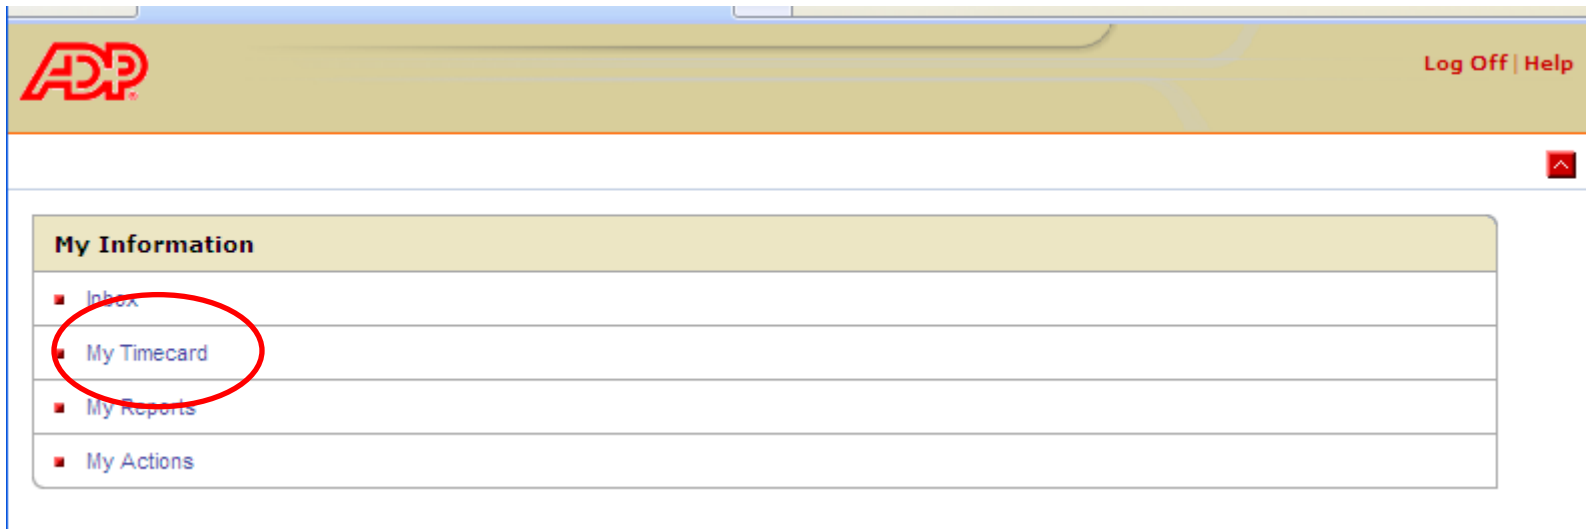 ADP
Log Off | Help
My Information
Inbox
My Timecard
My Reports
My Actions